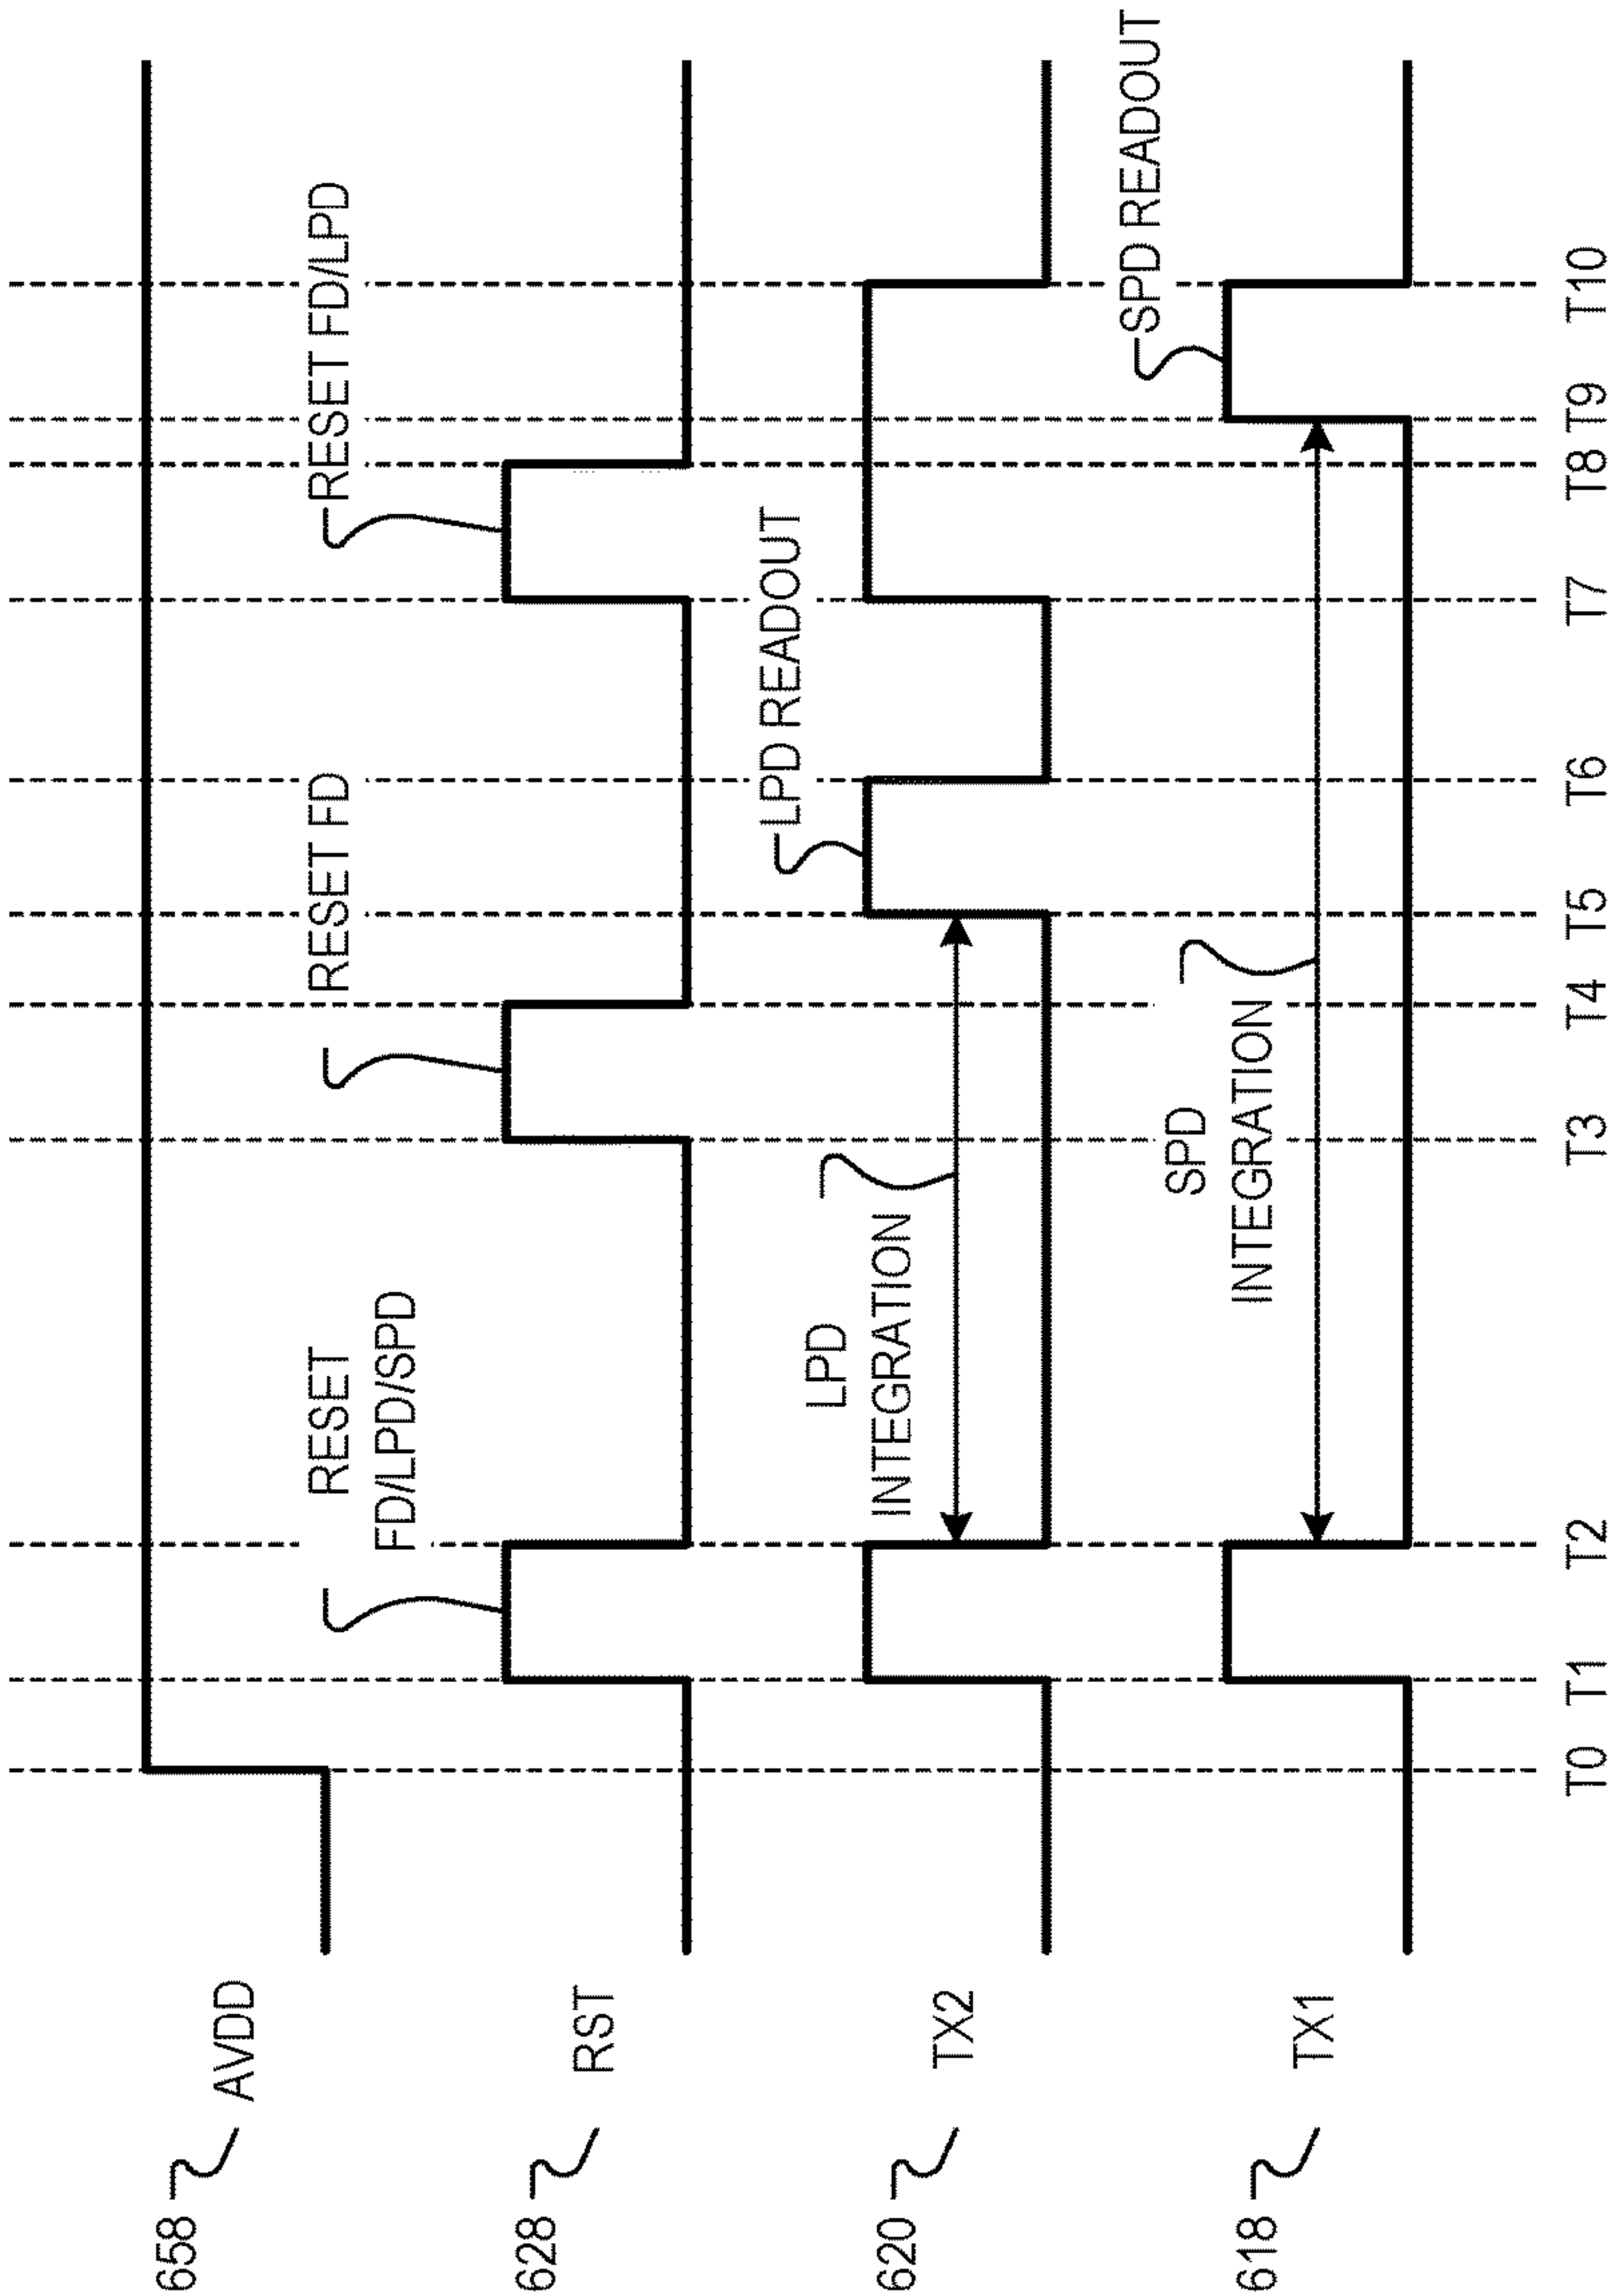 658
AVDD
628
RST
RESET
FD/LPD/SPD
RESET FD
RESET FD/LPD
620
TX2
LPD
INTEGRATION
LPD READOUT
618
TX1
SPD
INTEGRATION
SPD READOUT
T0
T1
T2
T3
T4
T5
T6
T7
T8
T9
T10